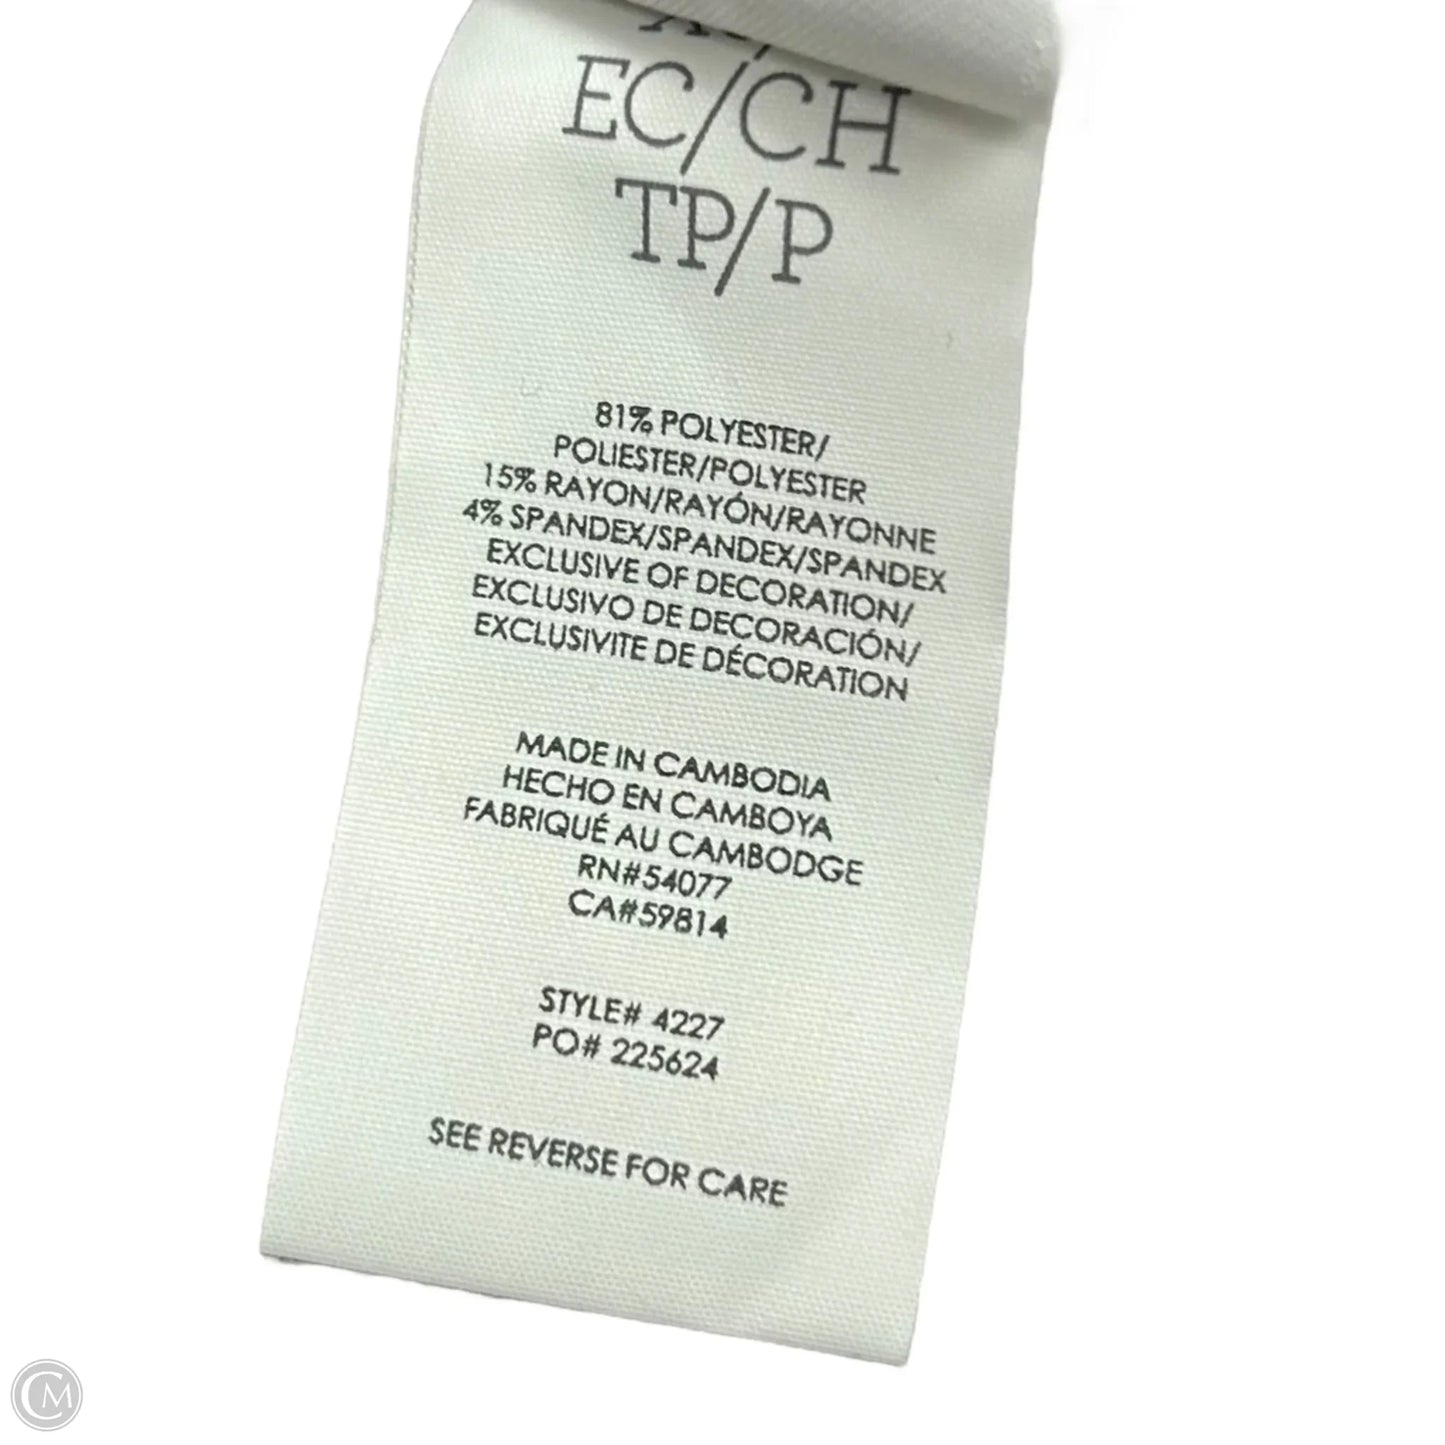 EC/CH
TP/P
81% POLYESTER/
POLIESTER/POLYESTER
15% RAYON/RAYÓN/RAYONNE
4% SPANDEX/SPANDEX/SPANDEX
EXCLUSIVE OF DECORATION/
EXCLUSIVO DE DECORACIÓN/
EXCLUSIVITE DE DÉCORATION
MADE IN CAMBODIA
HECHO EN CAMBOYA
FABRIQUÉ AU CAMBODGE
RN#54077
CA#59814
STYLE# 4227
PO# 225624
SEE REVERSE FOR CARE
CM